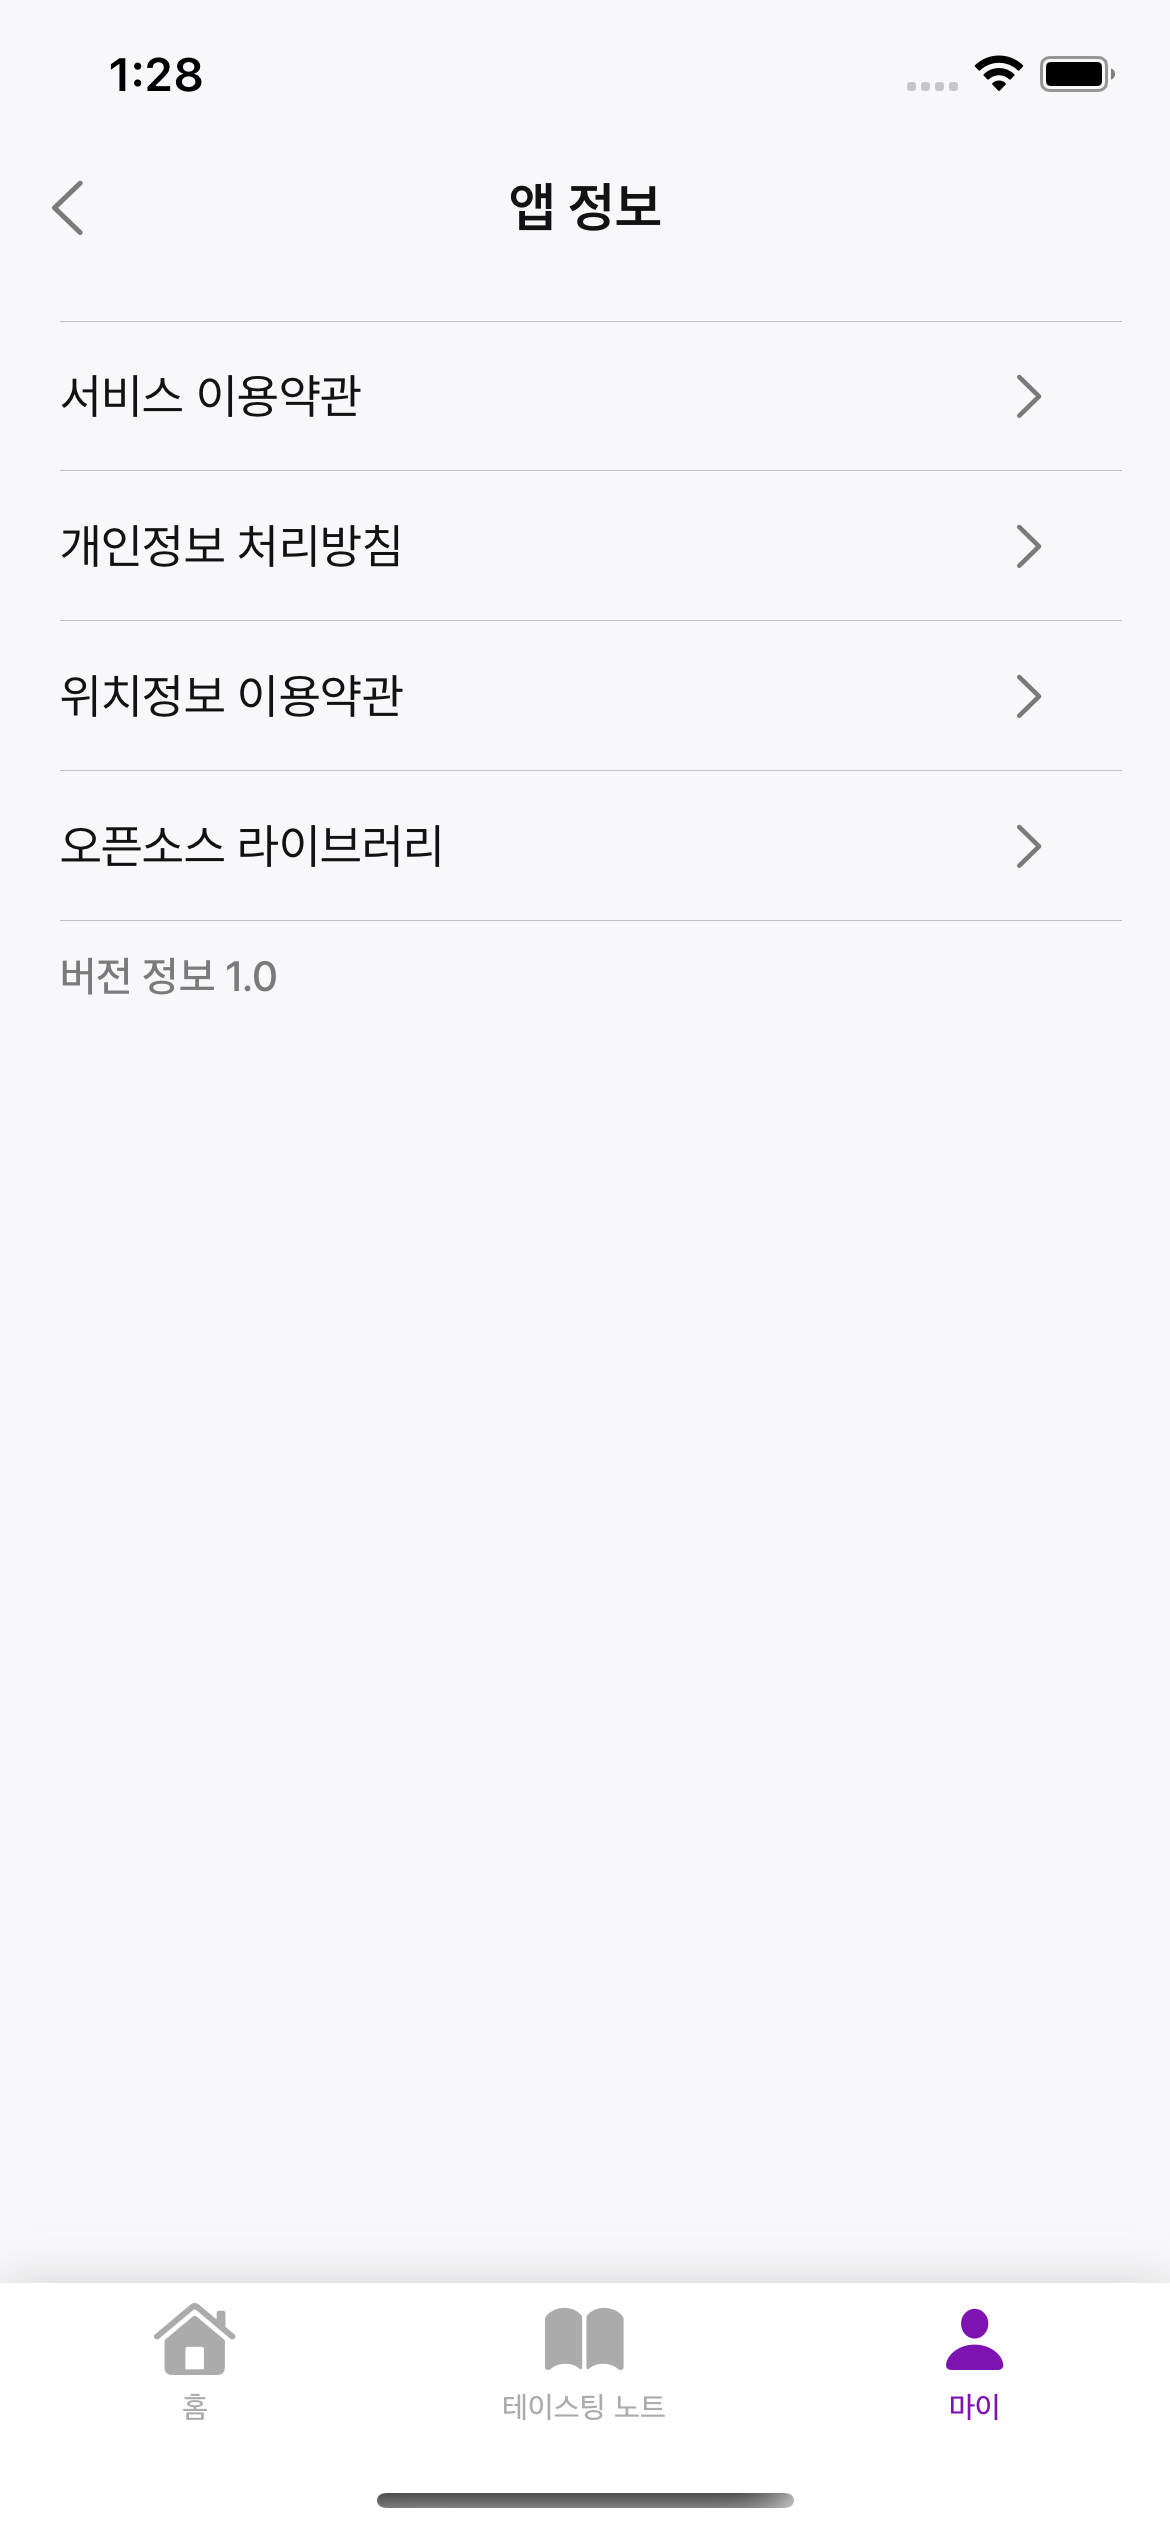 1:28
앱 정보
서비스 이용약관
개인정보 처리방침
위치정보 이용약관
오픈소스 라이브러리
버전 정보 1.0
홈
테이스팅 노트
마이